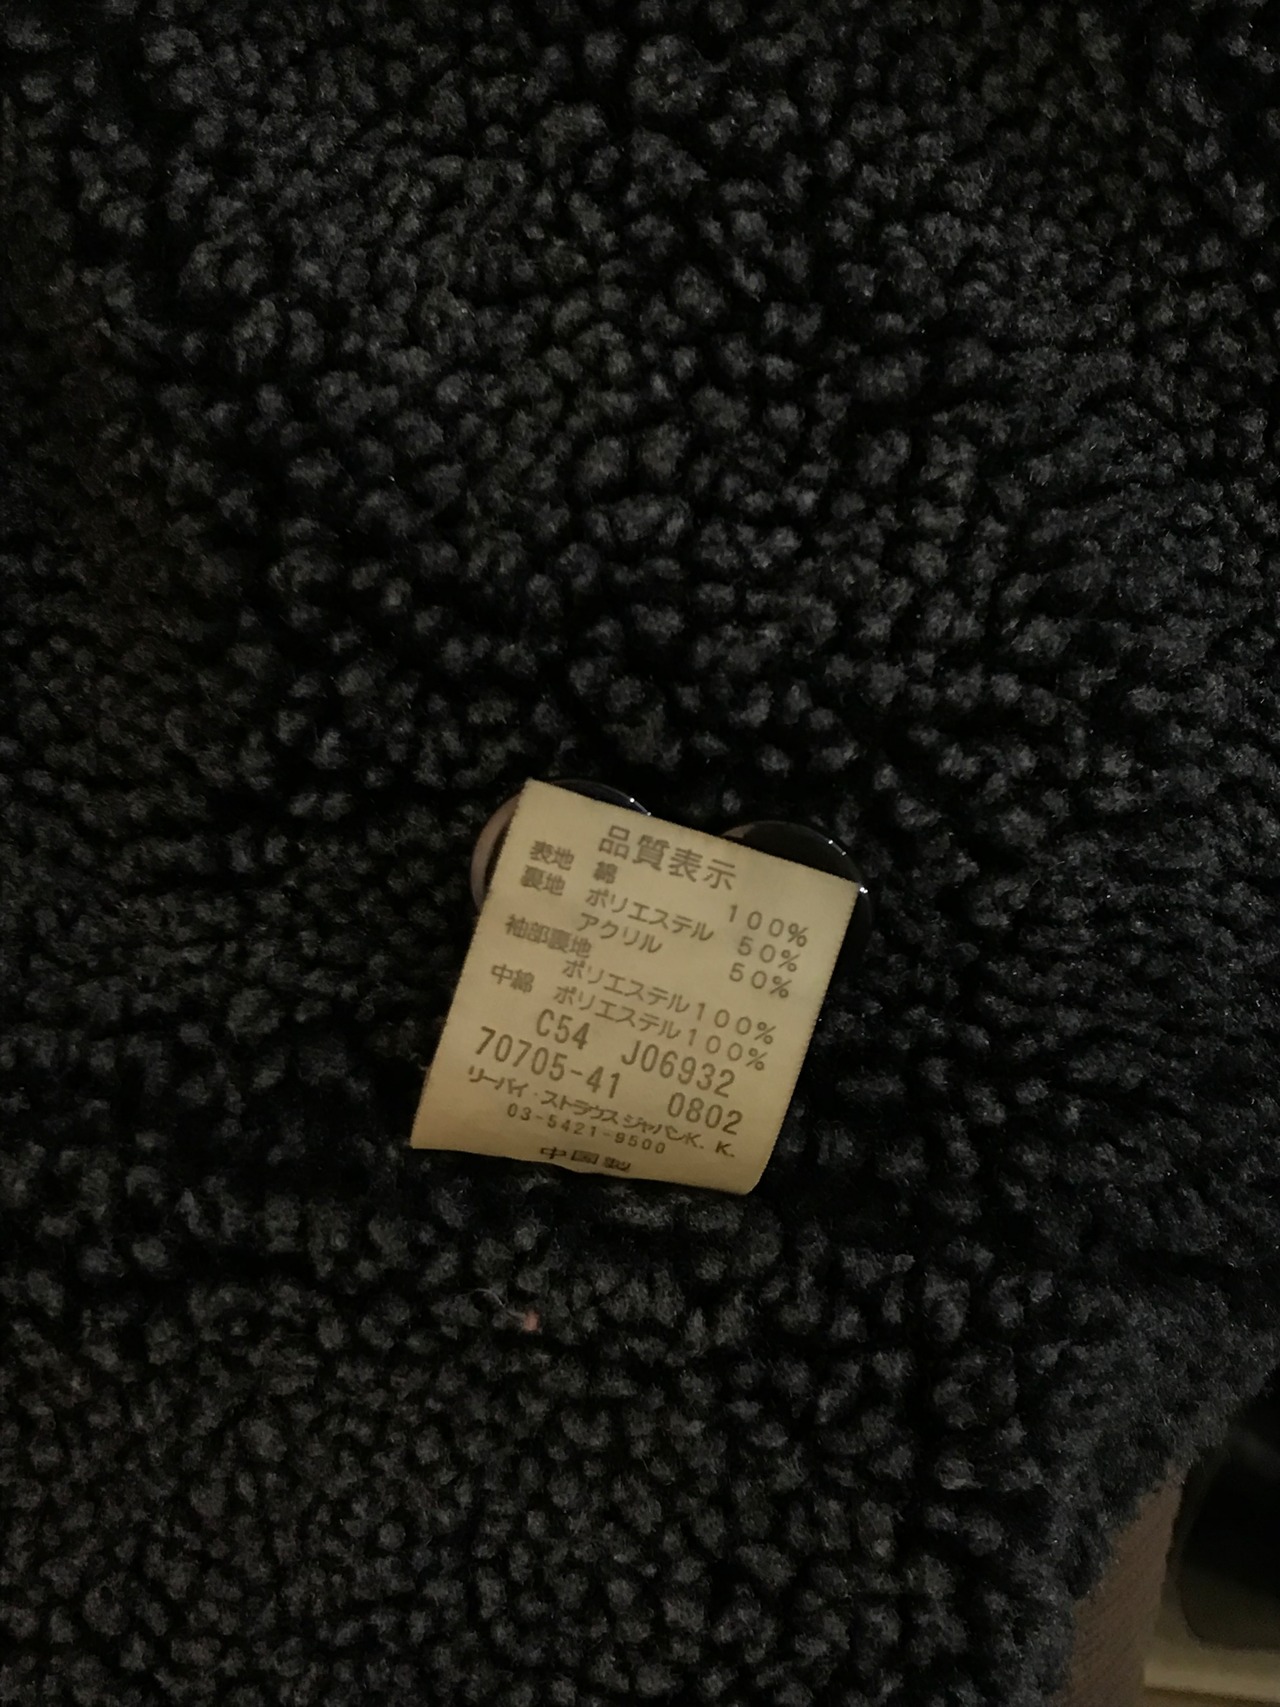 品質表示
表地 綿 100%
裏地 ポリエステル 50%
アクリル 50%
袖部裏地
ポリエステル100%
中綿 ポリエステル100%
C54 J06932
70705-41 0802
リーバイ・ストラウス ジャパンK.K.
03-5421-9500
中国製